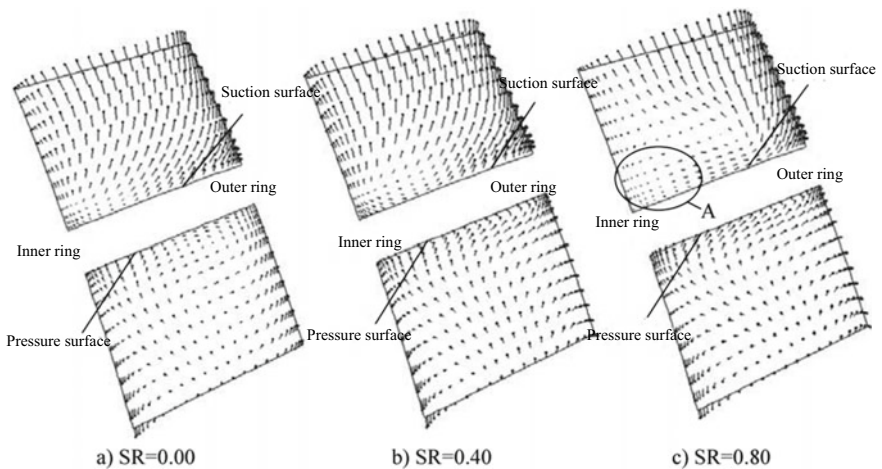 Suction surface
Outer ring
Inner ring
Pressure surface
a) SR=0.00
Suction surface
Outer ring
Inner ring
Pressure surface
b) SR=0.40
Suction surface
Outer ring
Inner ring
A
Pressure surface
c) SR=0.80